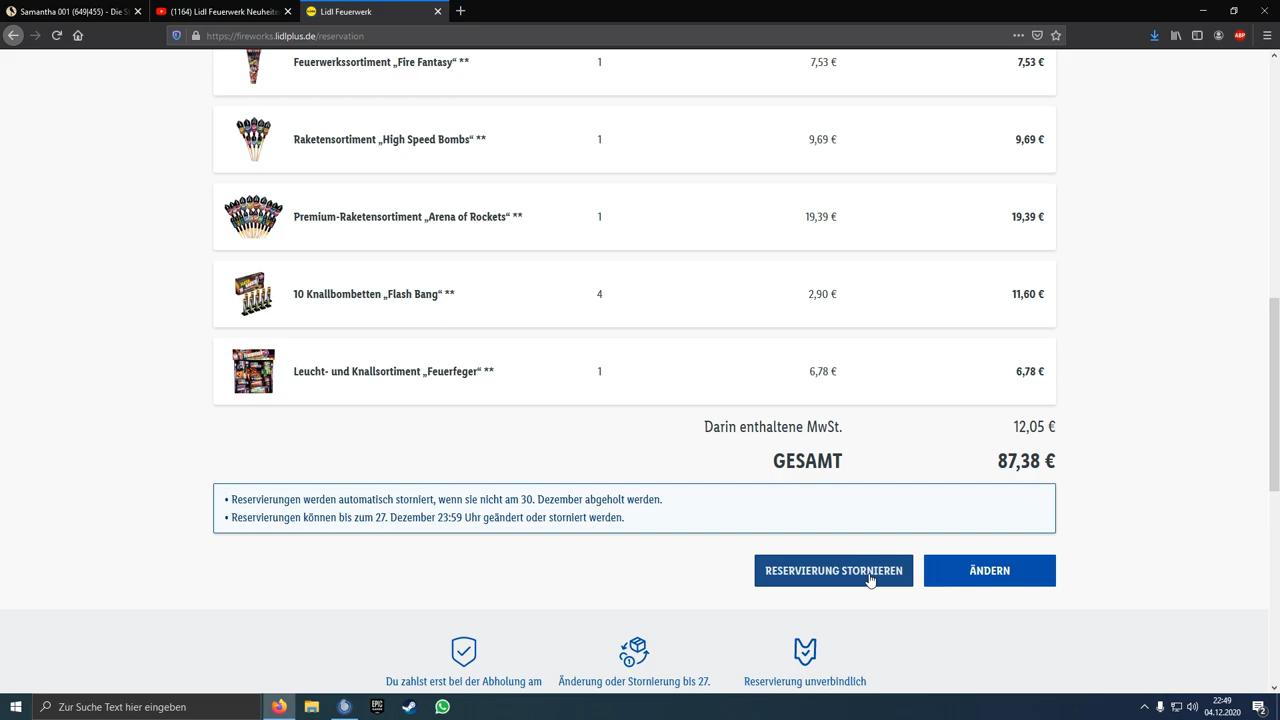 Samantha 001 (649|455) - Die S
(1164) Lidl Feuerwerk Neuheite
Lidl Feuerwerk
https://fireworks.lidlplus.de/reservation
ABP
Feuerwerkssortiment „Fire Fantasy“ ** 1 7,53 € 7,53 €
Raketensortiment „High Speed Bombs“ ** 1 9,69 € 9,69 €
Premium-Raketensortiment „Arena of Rockets“ ** 1 19,39 € 19,39 €
10 Knallbombetten „Flash Bang“ ** 4 2,90 € 11,60 €
Leucht- und Knallsortiment „Feuerfeger“ ** 1 6,78 € 6,78 €
Darin enthaltene MwSt. 12,05 €
GESAMT 87,38 €
• Reservierungen werden automatisch storniert, wenn sie nicht am 30. Dezember abgeholt werden.
• Reservierungen können bis zum 27. Dezember 23:59 Uhr geändert oder storniert werden.
RESERVIERUNG STORNIEREN ÄNDERN
Du zahlst erst bei der Abholung am Änderung oder Stornierung bis 27. Reservierung unverbindlich
Zur Suche Text hier eingeben
EPIC
GAMES
22:49
04.12.2020
2